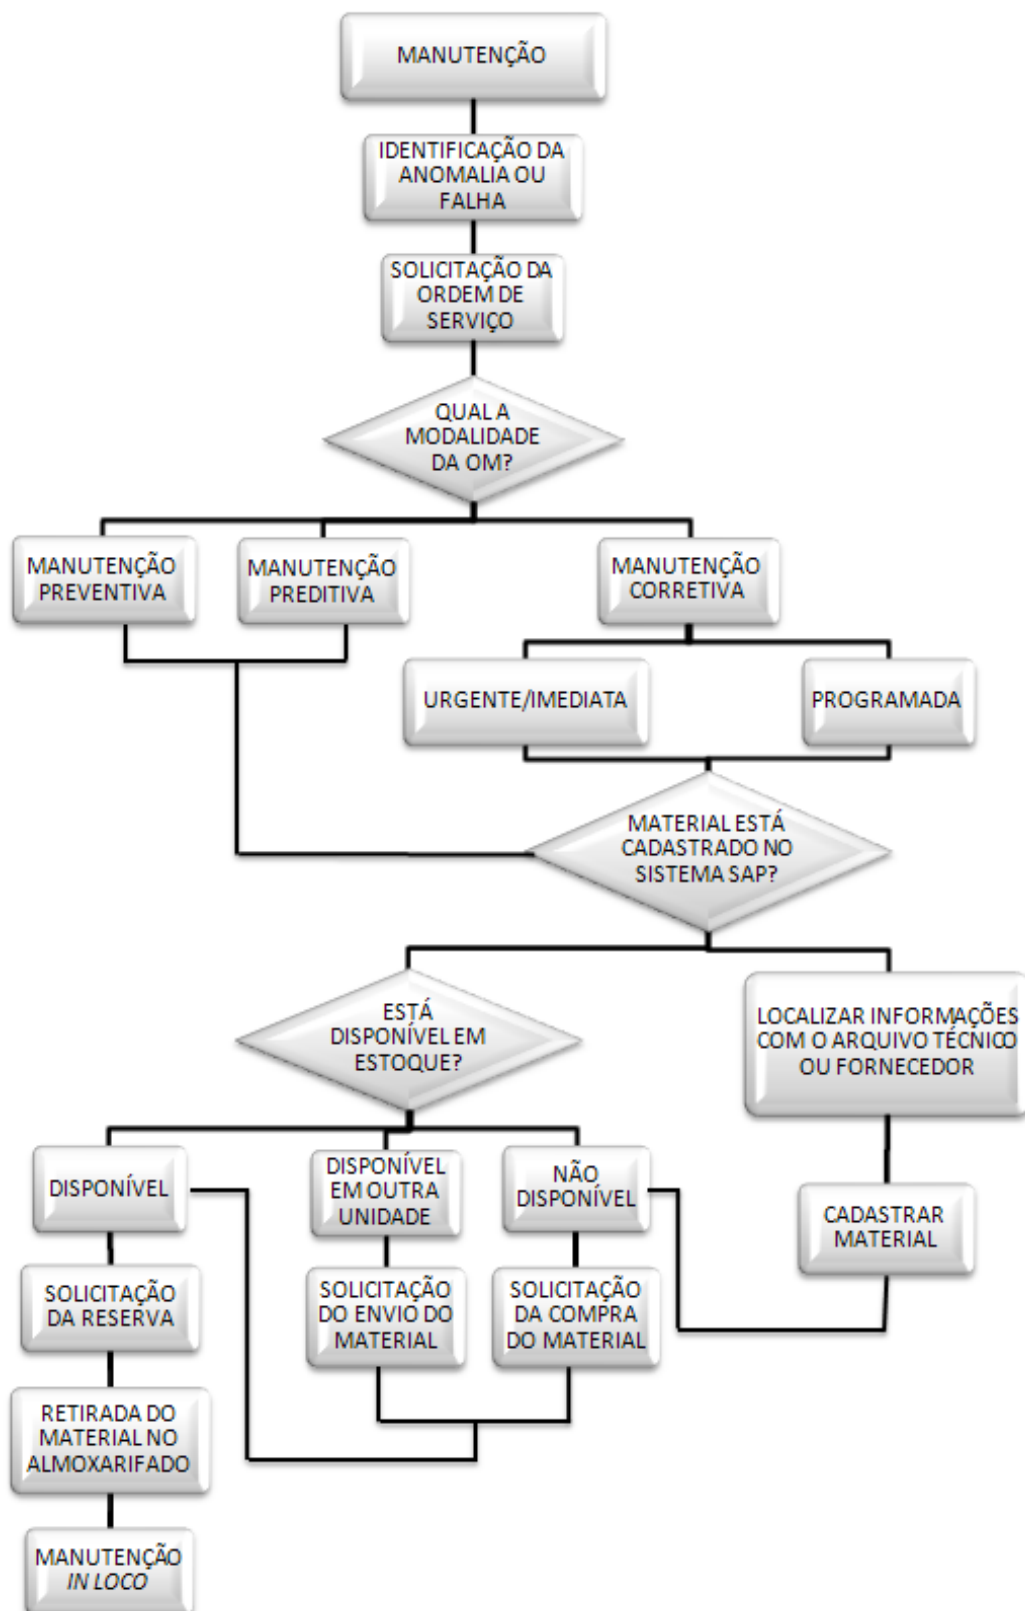 MANUTENÇÃO
IDENTIFICAÇÃO DA
ANOMALIA OU
FALHA
SOLICITAÇÃO DA
ORDEM DE
SERVIÇO
QUAL A
MODALIDADE
DA OM?
MANUTENÇÃO
PREVENTIVA
MANUTENÇÃO
PREDITIVA
MANUTENÇÃO
CORRETIVA
URGENTE/IMEDIATA
PROGRAMADA
MATERIAL ESTÁ
CADASTRADO NO
SISTEMA SAP?
ESTÁ
DISPONÍVEL EM
ESTOQUE?
LOCALIZAR INFORMAÇÕES
COM O ARQUIVO TÉCNICO
OU FORNECEDOR
DISPONÍVEL
DISPONÍVEL
EM OUTRA
UNIDADE
NÃO
DISPONÍVEL
CADASTRAR
MATERIAL
SOLICITAÇÃO
DA RESERVA
SOLICITAÇÃO
DO ENVIO DO
MATERIAL
SOLICITAÇÃO
DA COMPRA
DO MATERIAL
RETIRADA DO
MATERIAL NO
ALMOXARIFADO
MANUTENÇÃO
IN LOCO